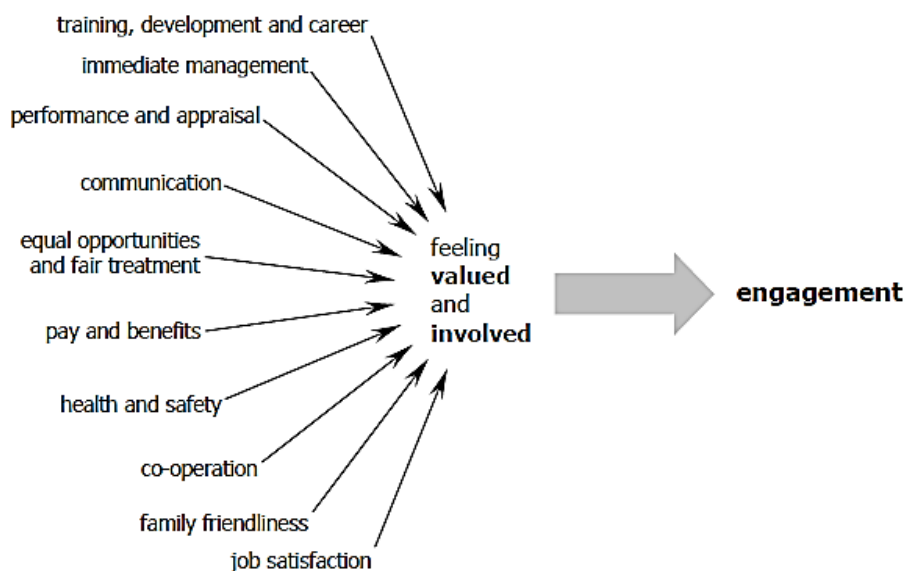 training, development and career
immediate management
performance and appraisal
communication
equal opportunities
and fair treatment
pay and benefits
health and safety
co-operation
family friendliness
job satisfaction
feeling
valued
and
involved
engagement